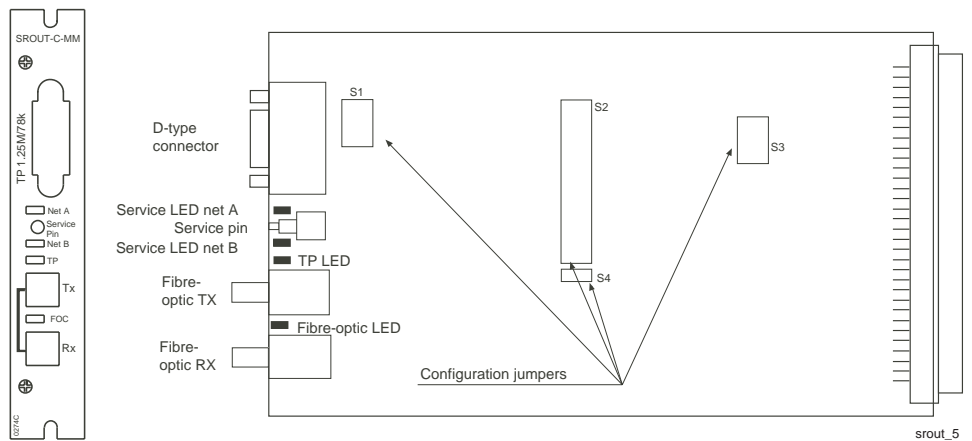 SROUT-C-MM
TP 1.25M/78k
Net A
Service
Pin
Net B
TP
Tx
FOC
Rx
0274C
D-type
connector
Service LED net A
Service pin
Service LED net B
TP LED
Fibre-
optic TX
Fibre-optic LED
Fibre-
optic RX
S1
S2
S3
S4
Configuration jumpers
srout_5